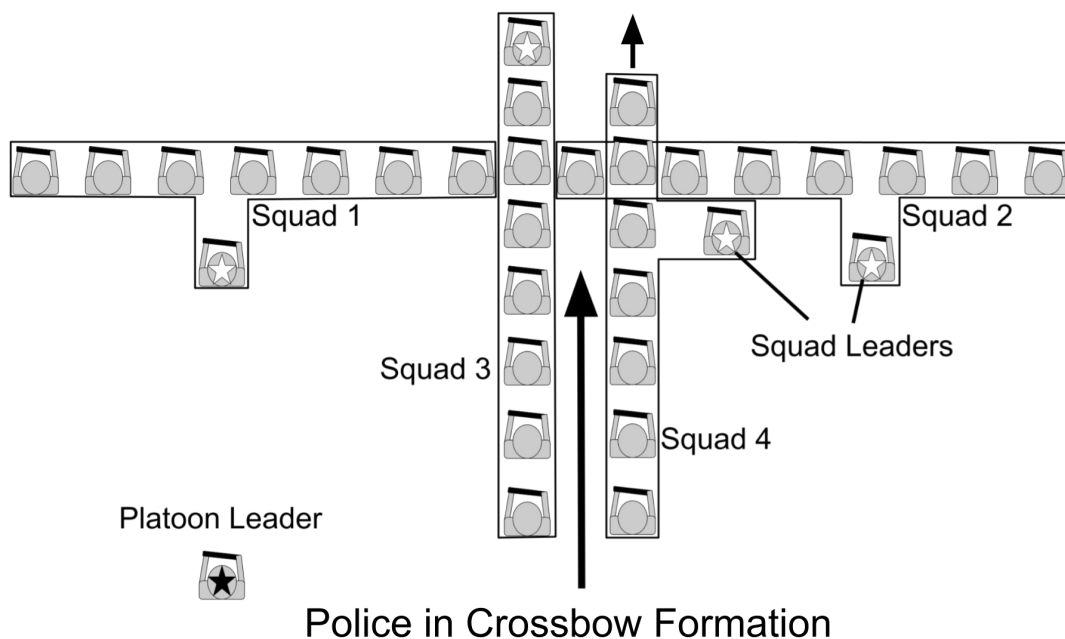 Squad 1
Squad 2
Squad Leaders
Squad 3
Squad 4
Platoon Leader
Police in Crossbow Formation